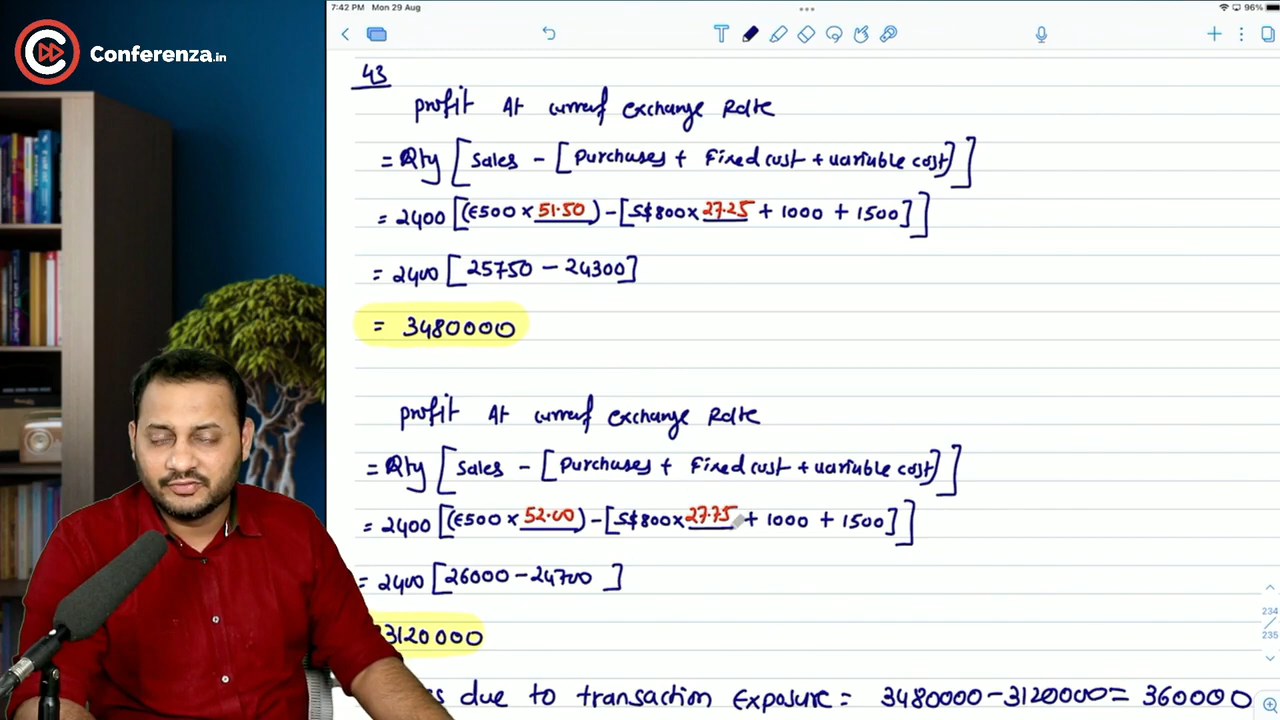 7:42 PM Mon 29 Aug
96%
Conferenza.in
43
Profit At current exchange Rate
= Qty [Sales - [Purchases + Fixed cost + variable cost]]
= 2400 [(€500 × 51.50) - [S$800 × 27.25 + 1000 + 1500]]
= 2400 [25750 - 24300]
= 3480000
Profit At current exchange Rate
= Qty [Sales - [Purchases + Fixed cost + variable cost]]
= 2400 [(€500 × 52.00) - [S$800 × 27.75 + 1000 + 1500]]
= 2400 [26000 - 24700]
3120000
234
235
due to transaction Exposure = 3480000 - 3120000 = 360000